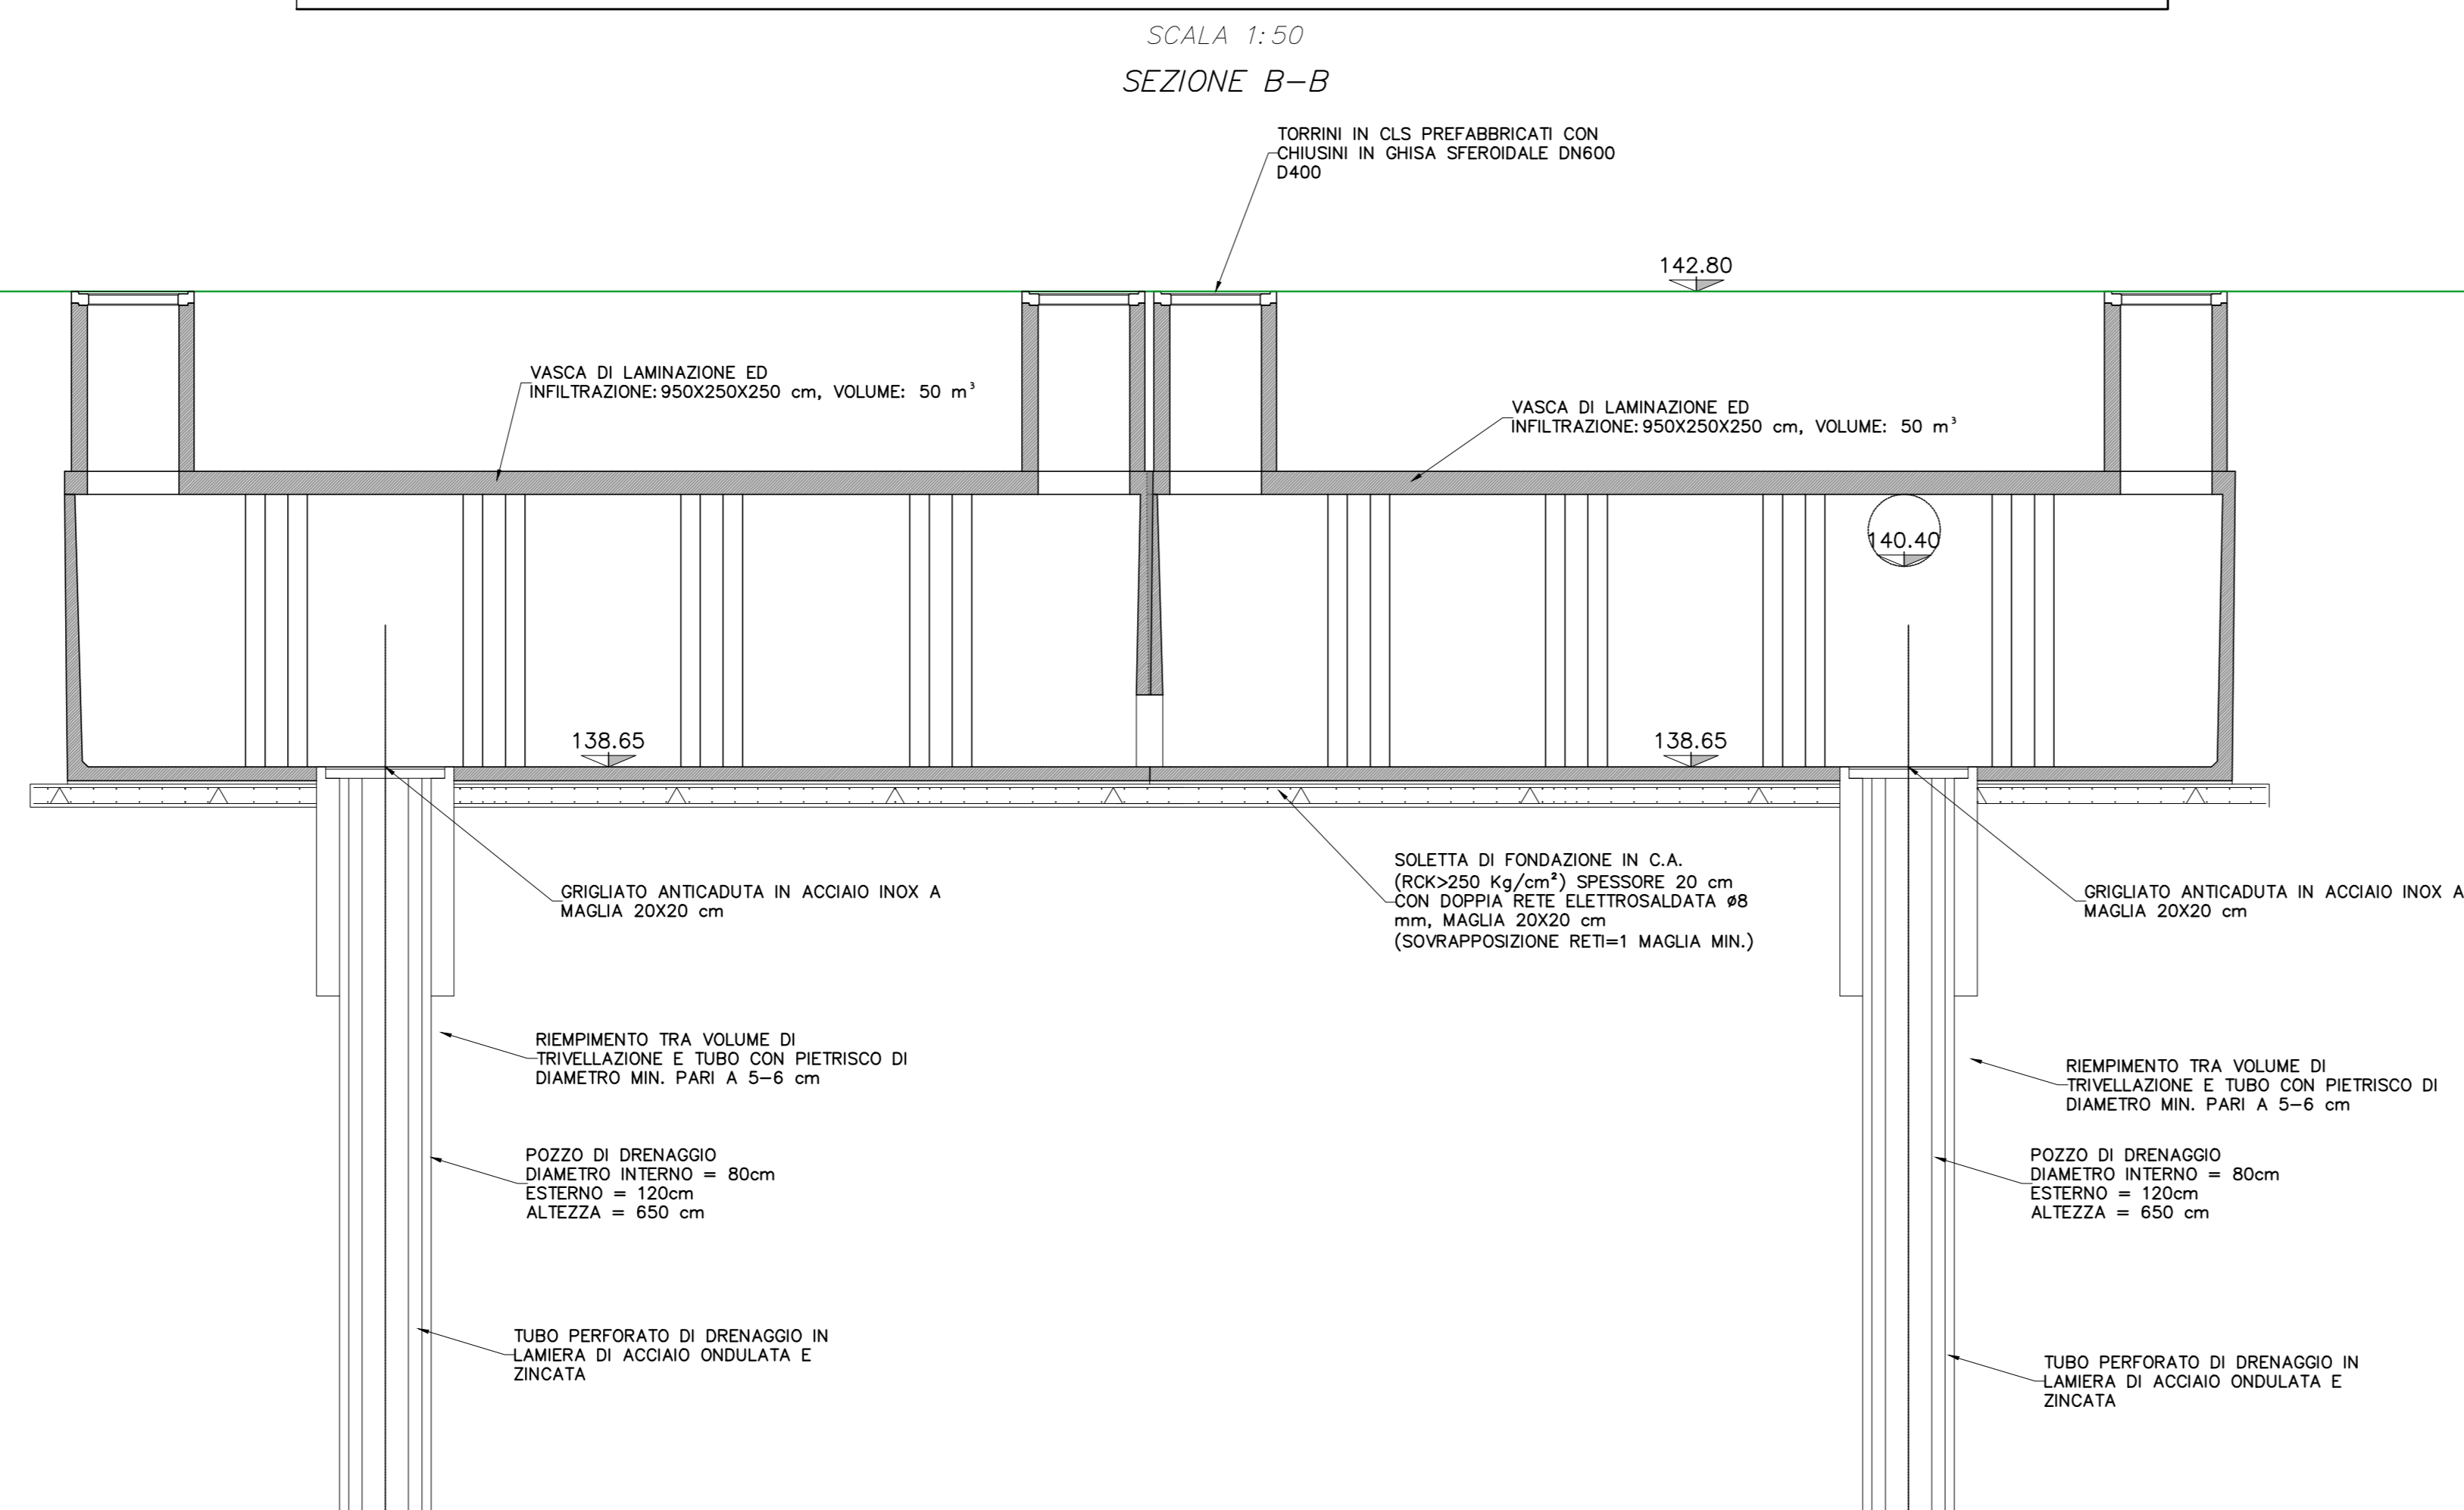 SCALA 1:50
SEZIONE B-B
TORRINI IN CLS PREFABBRICATI CON
CHIUSINI IN GHISA SFEROIDALE DN600
D400
142.80
VASCA DI LAMINAZIONE ED
INFILTRAZIONE: 950X250X250 cm, VOLUME: 50 m³
VASCA DI LAMINAZIONE ED
INFILTRAZIONE: 950X250X250 cm, VOLUME: 50 m³
140.40
138.65
138.65
SOLETTA DI FONDAZIONE IN C.A.
(RCK>250 Kg/cm²) SPESSORE 20 cm
CON DOPPIA RETE ELETTROSALDATA ø8
mm, MAGLIA 20X20 cm
(SOVRAPPOSIZIONE RETI=1 MAGLIA MIN.)
GRIGLIATO ANTICADUTA IN ACCIAIO INOX A
MAGLIA 20X20 cm
GRIGLIATO ANTICADUTA IN ACCIAIO INOX A
MAGLIA 20X20 cm
RIEMPIMENTO TRA VOLUME DI
TRIVELLAZIONE E TUBO CON PIETRISCO DI
DIAMETRO MIN. PARI A 5-6 cm
RIEMPIMENTO TRA VOLUME DI
TRIVELLAZIONE E TUBO CON PIETRISCO DI
DIAMETRO MIN. PARI A 5-6 cm
POZZO DI DRENAGGIO
DIAMETRO INTERNO = 80cm
ESTERNO = 120cm
ALTEZZA = 650 cm
POZZO DI DRENAGGIO
DIAMETRO INTERNO = 80cm
ESTERNO = 120cm
ALTEZZA = 650 cm
TUBO PERFORATO DI DRENAGGIO IN
LAMIERA DI ACCIAIO ONDULATA E
ZINCATA
TUBO PERFORATO DI DRENAGGIO IN
LAMIERA DI ACCIAIO ONDULATA E
ZINCATA